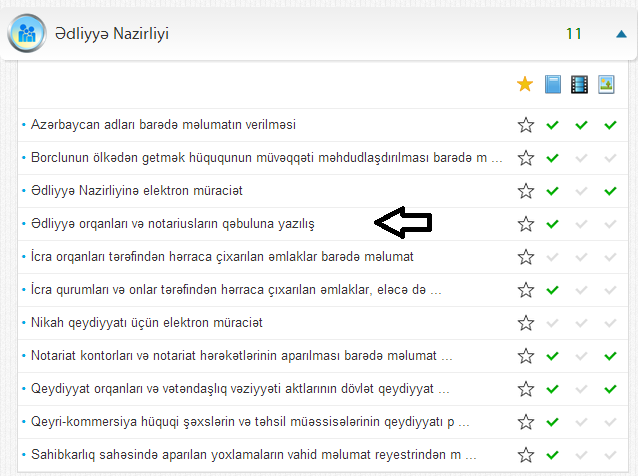 Ədliyyə Nazirliyi 11
Azərbaycan adları barədə məlumatın verilməsi
Borclunun ölkədən getmək hüququnun müvəqqəti məhdudlaşdırılması barədə m ...
Ədliyyə Nazirliyinə elektron müraciət
Ədliyyə orqanları və notariusların qəbuluna yazılış
İcra orqanları tərəfindən hərraca çixarılan əmlaklar barədə məlumat
İcra qurumları və onlar tərəfindən hərraca çıxarılan əmlaklar, eləcə də ...
Nikah qeydiyyatı üçün elektron müraciət
Notariat kontorları və notariat hərəkətlərinin aparılması barədə məlumat ...
Qeydiyyat orqanları və vətəndaşlıq vəziyyəti aktlarının dövlət qeydiyyat ...
Qeyri-kommersiya hüquqi şəxslərin və təhsil müəssisələrinin qeydiyyatı p ...
Sahibkarlıq sahəsində aparılan yoxlamaların vahid məlumat reyestrindən m ...